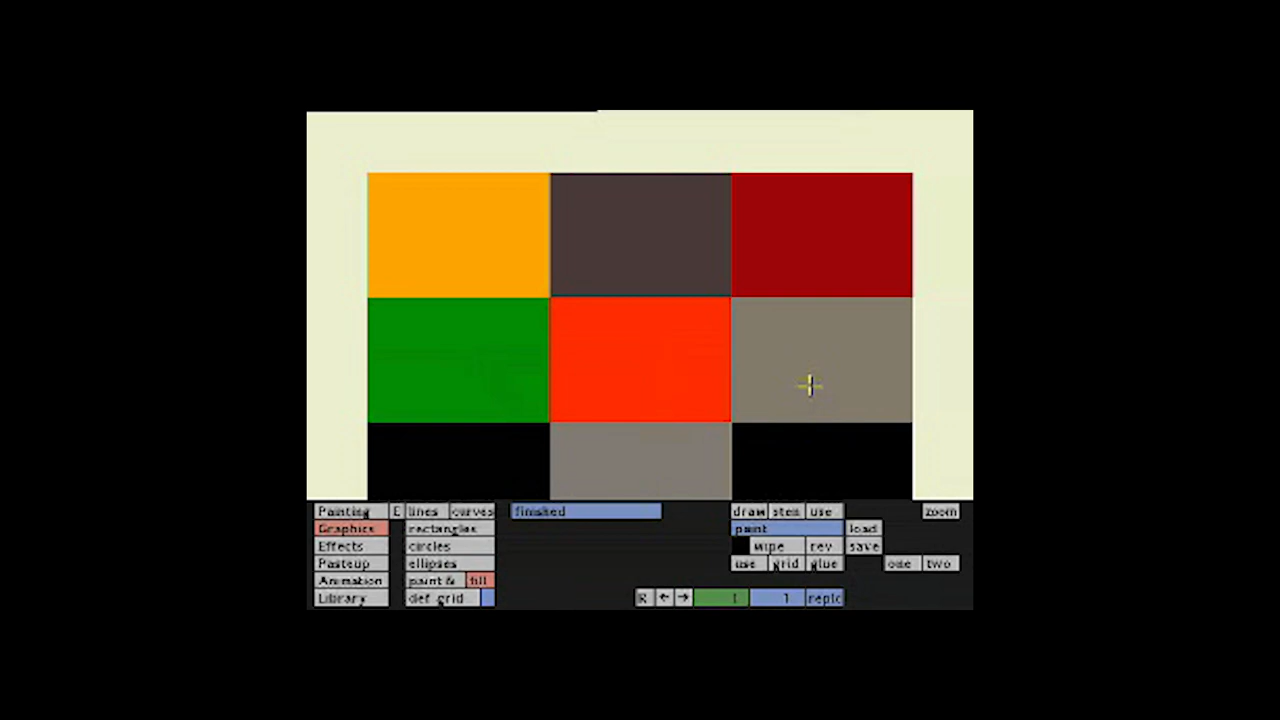 Painting E lines curves finished draw sten use zoom
Graphics rectangles paint load
Effects circles wipe rev save
Pasteup ellipses use grid glue one two
Animation paint & fill
Library def grid R ← → 1 1 replc